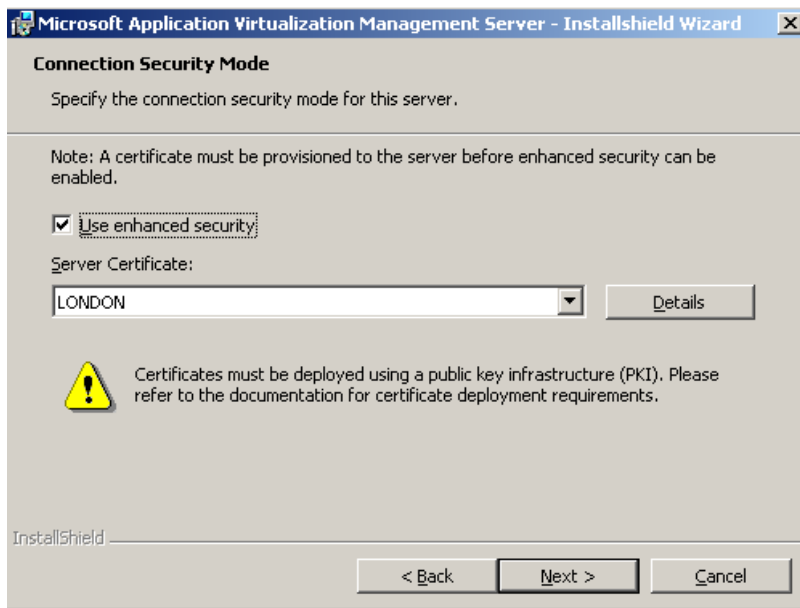 Microsoft Application Virtualization Management Server - Installshield Wizard
Connection Security Mode
Specify the connection security mode for this server.
Note: A certificate must be provisioned to the server before enhanced security can be
enabled.
Use enhanced security
Server Certificate:
LONDON
Details
Certificates must be deployed using a public key infrastructure (PKI). Please
refer to the documentation for certificate deployment requirements.
InstallShield
< Back Next > Cancel